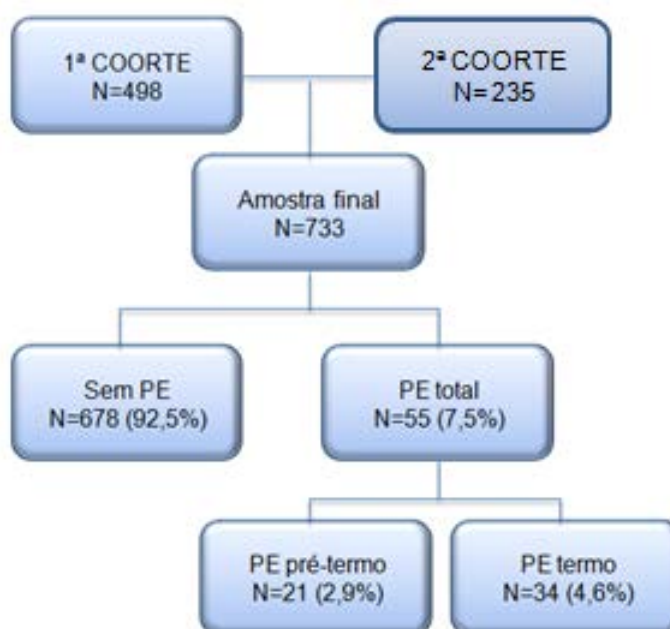 1ª COORTE
N=498
2ª COORTE
N=235
Amostra final
N=733
Sem PE
N=678 (92,5%)
PE total
N=55 (7,5%)
PE pré-termo
N=21 (2,9%)
PE termo
N=34 (4,6%)